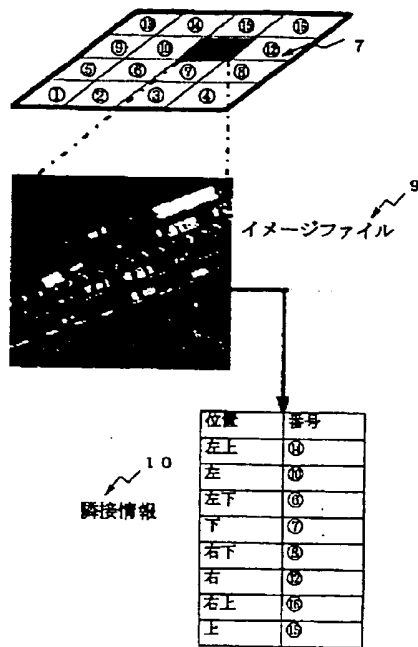 ⑬ ⑭ ⑮ ⑯
⑨ ⑩ ⑫ 7
⑤ ⑥ ⑦ ⑧
① ② ③ ④
9
イメージファイル
位置 番号
左上 ⑭
左 ⑩
左下 ⑥
下 ⑦
右下 ⑧
右 ⑫
右上 ⑯
上 ⑮
10
隣接情報